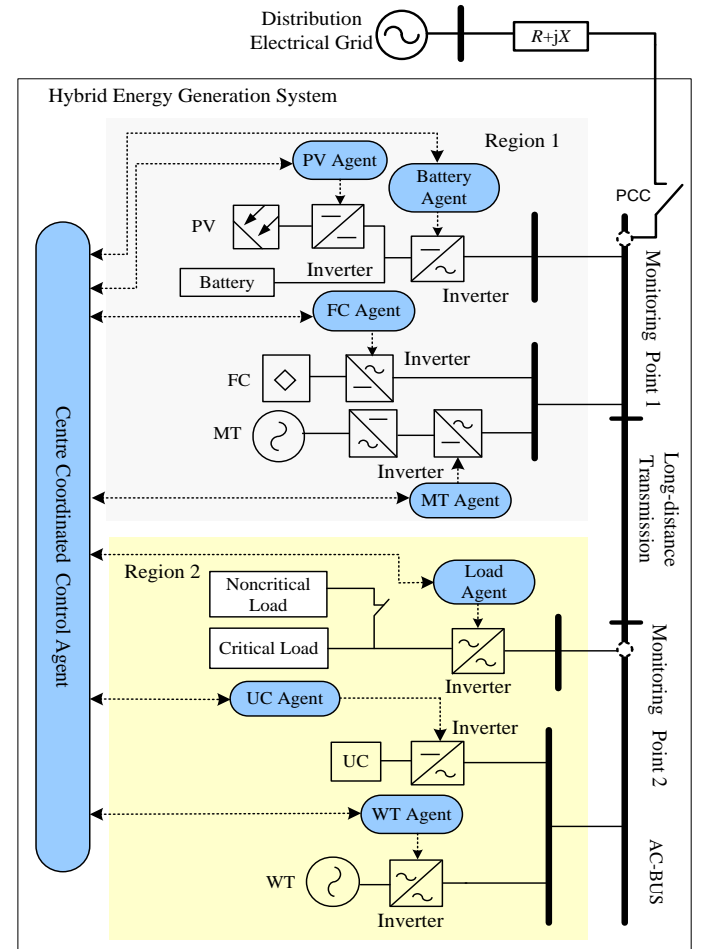 Distribution
Electrical Grid
R+jX
Hybrid Energy Generation System
Region 1
PV Agent
Battery
Agent
PCC
PV
Inverter
Battery
Inverter
Monitoring Point 1
FC Agent
Inverter
FC
MT
Inverter
MT Agent
Centre Coordinated Control Agent
Long-distance
Transmission
Region 2
Load
Agent
Noncritical
Load
Critical Load
Inverter
Monitoring Point 2
UC Agent
Inverter
UC
WT Agent
WT
Inverter
AC-BUS